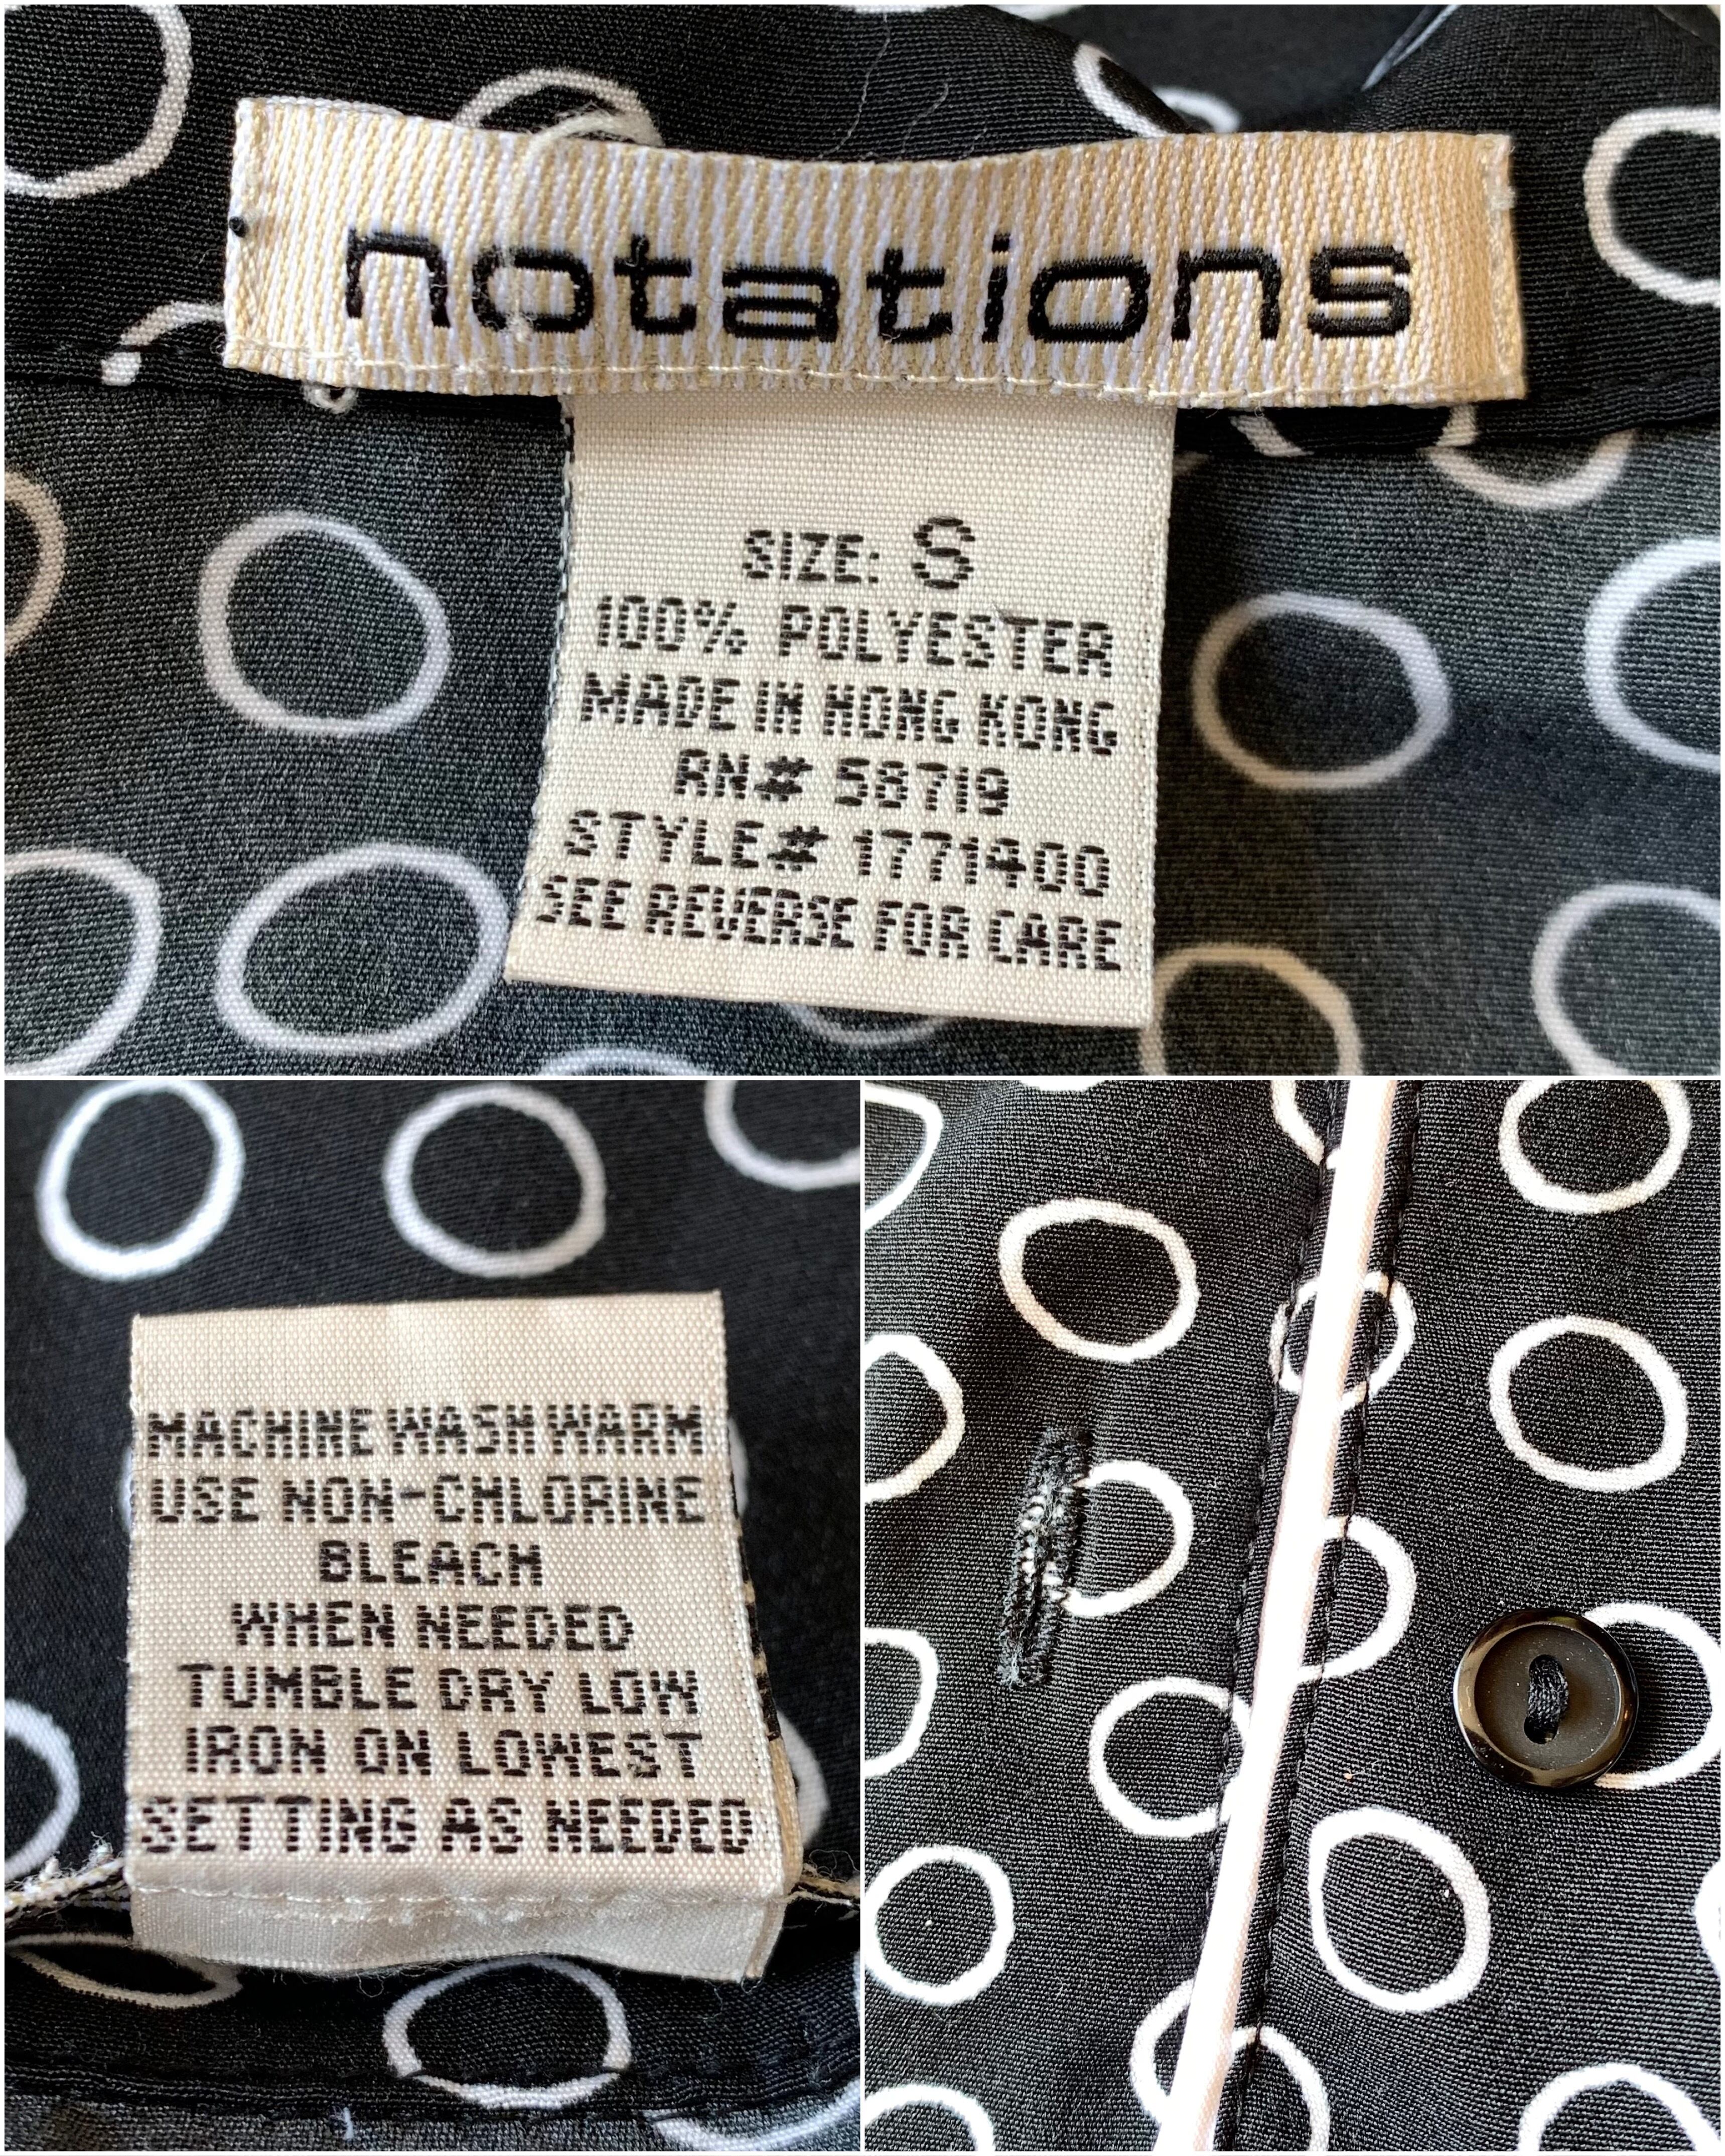 notations
SIZE: S
100% POLYESTER
MADE IN HONG KONG
RN# 58719
STYLE# 1771400
SEE REVERSE FOR CARE
MACHINE WASH WARM
USE NON-CHLORINE
BLEACH
WHEN NEEDED
TUMBLE DRY LOW
IRON ON LOWEST
SETTING AS NEEDED